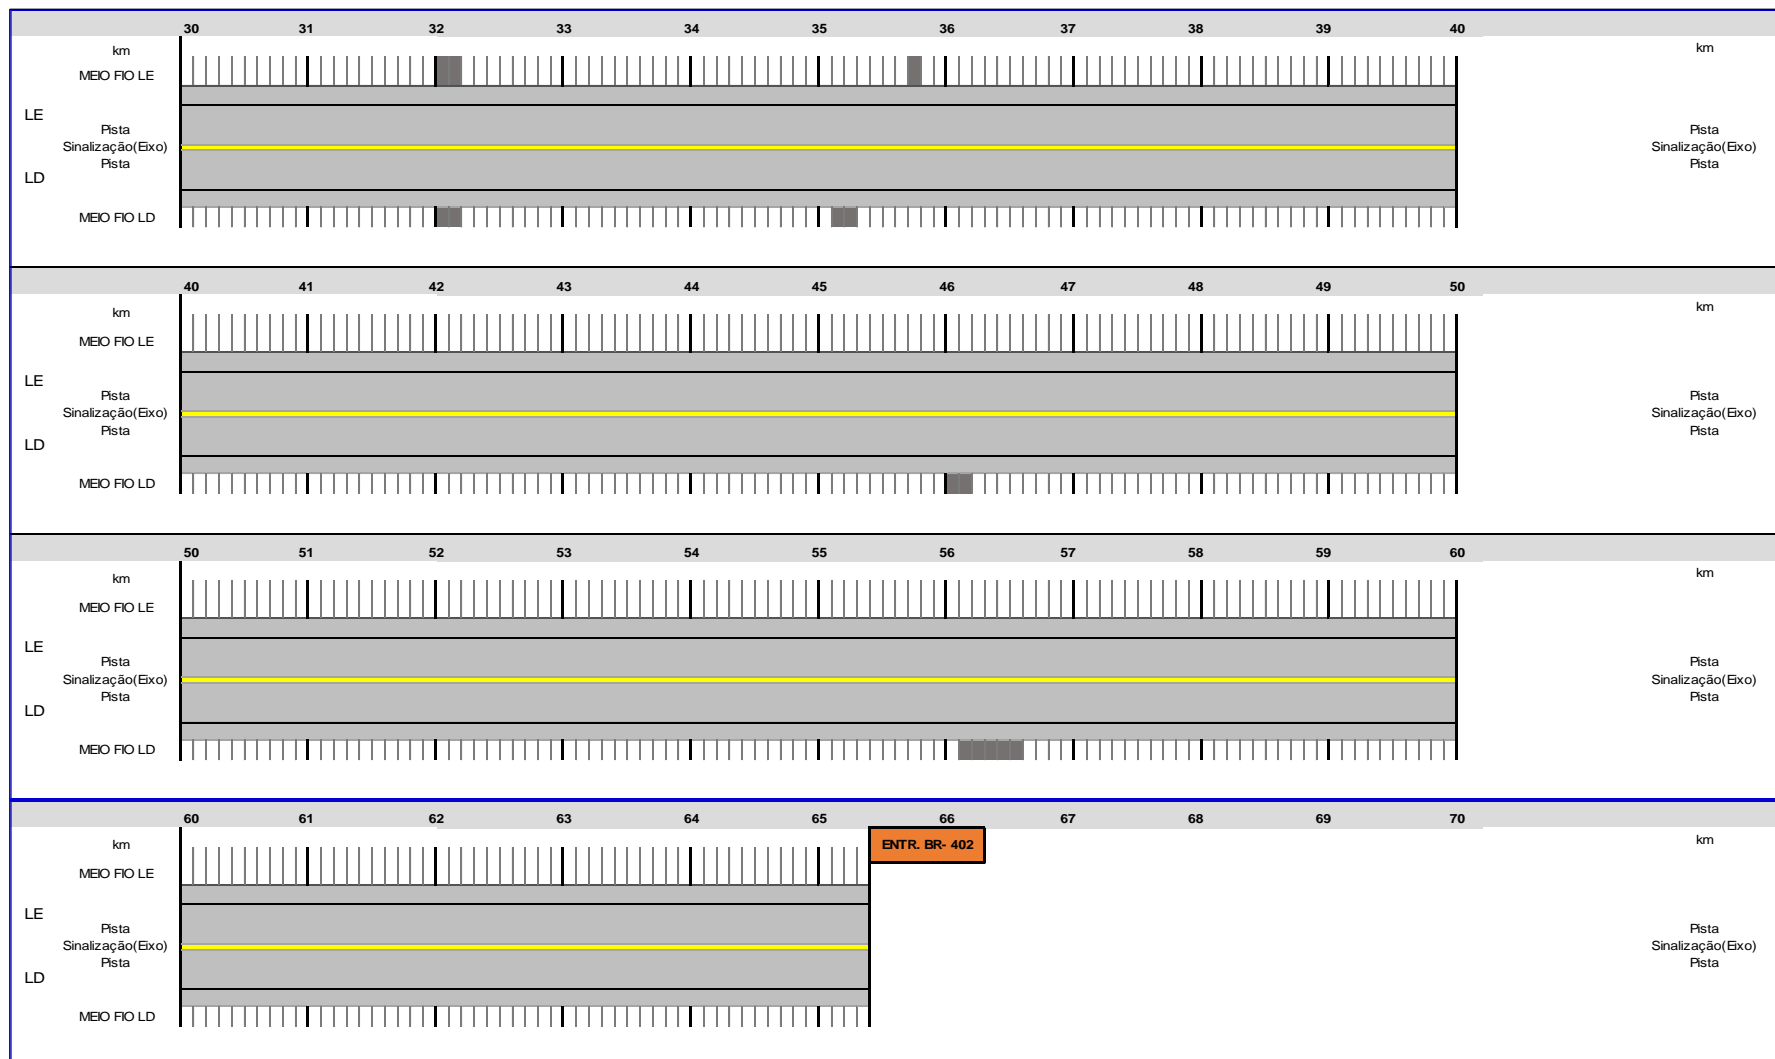 30 31 32 33 34 35 36 37 38 39 40
km km
MEIO FIO LE
LE
Pista Pista
Sinalização(Eixo) Sinalização(Eixo)
Pista Pista
LD
MEIO FIO LD
40 41 42 43 44 45 46 47 48 49 50
km km
MEIO FIO LE
LE
Pista Pista
Sinalização(Eixo) Sinalização(Eixo)
Pista Pista
LD
MEIO FIO LD
50 51 52 53 54 55 56 57 58 59 60
km km
MEIO FIO LE
LE
Pista Pista
Sinalização(Eixo) Sinalização(Eixo)
Pista Pista
LD
MEIO FIO LD
60 61 62 63 64 65 66 67 68 69 70
km ENTR. BR- 402 km
MEIO FIO LE
LE
Pista Pista
Sinalização(Eixo) Sinalização(Eixo)
Pista Pista
LD
MEIO FIO LD